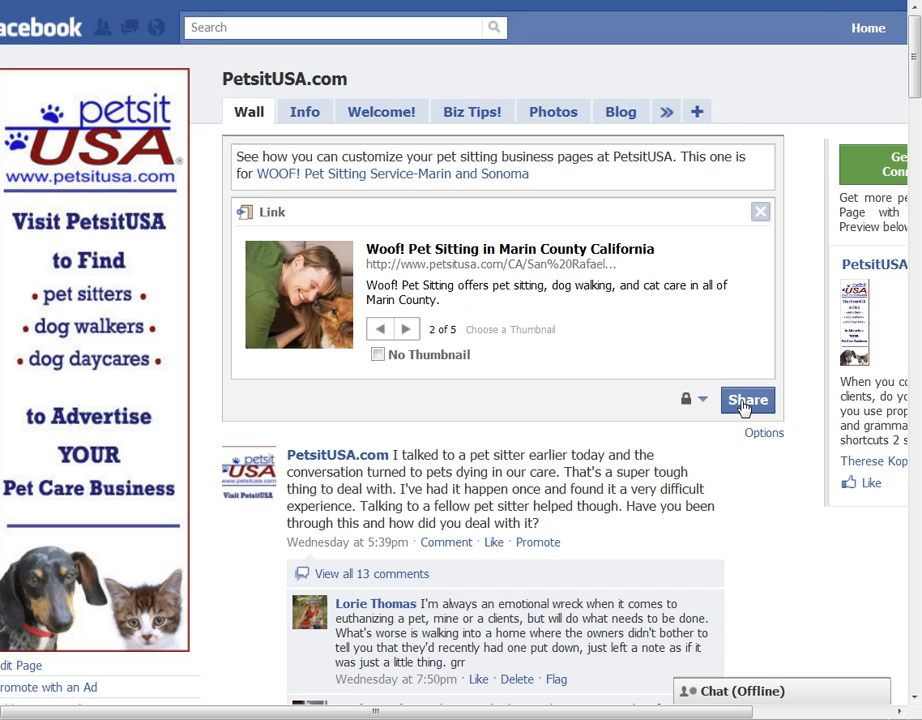 acebook
Search
Home
petsit
USA
www.petsitusa.com
Visit PetsitUSA
to Find
• pet sitters •
• dog walkers •
• dog daycares •
to Advertise
YOUR
Pet Care Business
dit Page
romote with an Ad
PetsitUSA.com
Wall Info Welcome! Biz Tips! Photos Blog » +
See how you can customize your pet sitting business pages at PetsitUSA. This one is
for WOOF! Pet Sitting Service-Marin and Sonoma
Link
Woof! Pet Sitting in Marin County California
http://www.petsitusa.com/CA/San%20Rafael...
Woof! Pet Sitting offers pet sitting, dog walking, and cat care in all of
Marin County.
2 of 5 Choose a Thumbnail
No Thumbnail
Share
Options
petsit
USA
Visit PetsitUSA
PetsitUSA.com I talked to a pet sitter earlier today and the
conversation turned to pets dying in our care. That's a super tough
thing to deal with. I've had it happen once and found it a very difficult
experience. Talking to a fellow pet sitter helped though. Have you been
through this and how did you deal with it?
Wednesday at 5:39pm · Comment · Like · Promote
View all 13 comments
Lorie Thomas I'm always an emotional wreck when it comes to
euthanizing a pet, mine or a clients, but will do what needs to be done.
What's worse is walking into a home where the owners didn't bother to
tell you that they'd recently had one put down, just left a note as if it
was just a little thing. grr
Wednesday at 7:50pm · Like · Delete · Flag
Ge
Conn
Get more pe
Page with
Preview below
PetsitUSA
USA
When you co
clients, do yo
you use prop
and gramma
shortcuts 2 s
Therese Kop
Like
Chat (Offline)